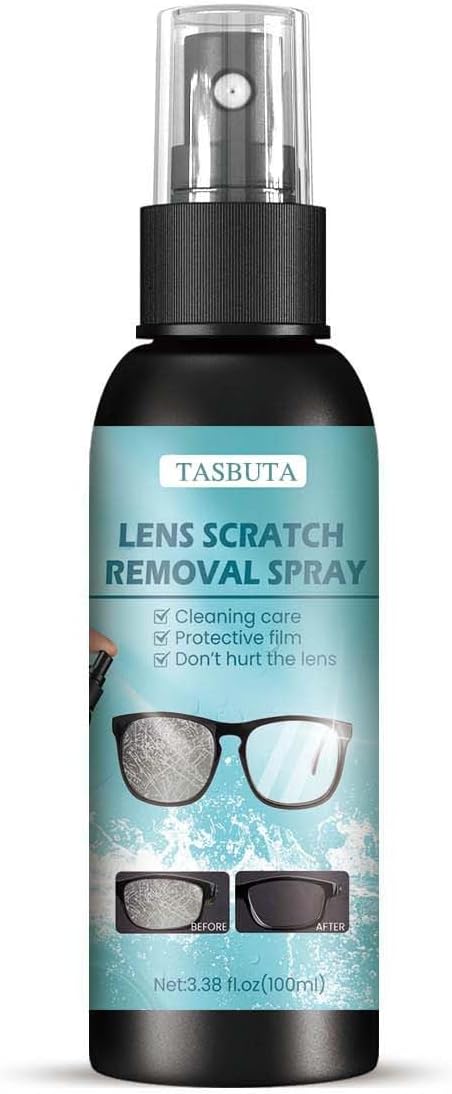 TASBUTA
LENS SCRATCH
REMOVAL SPRAY
Cleaning care
Protective film
Don't hurt the lens
BEFORE
AFTER
Net:3.38 fl.oz(100ml)